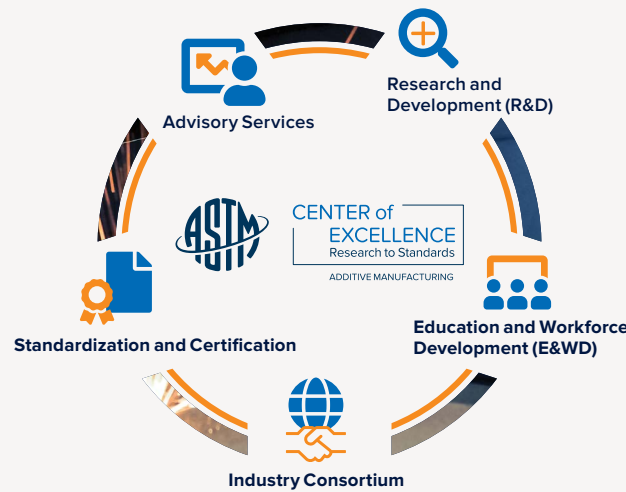 Research and
Development (R&D)
Advisory Services
ASTM
CENTER of
EXCELLENCE
Research to Standards
ADDITIVE MANUFACTURING
Education and Workforce
Development (E&WD)
Standardization and Certification
Industry Consortium